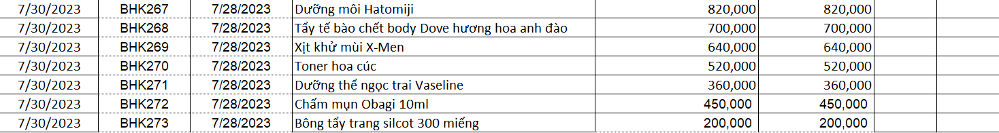 7/30/2023 BHK267 7/28/2023 Dưỡng môi Hatomiji 820,000 820,000
7/30/2023 BHK268 7/28/2023 Tẩy tế bào chết body Dove hương hoa anh đào 700,000 700,000
7/30/2023 BHK269 7/28/2023 Xịt khử mùi X-Men 640,000 640,000
7/30/2023 BHK270 7/28/2023 Toner hoa cúc 520,000 520,000
7/30/2023 BHK271 7/28/2023 Dưỡng thể ngọc trai Vaseline 360,000 360,000
7/30/2023 BHK272 7/28/2023 Chấm mụn Obagi 10ml 450,000 450,000
7/30/2023 BHK273 7/28/2023 Bông tẩy trang silcot 300 miếng 200,000 200,000